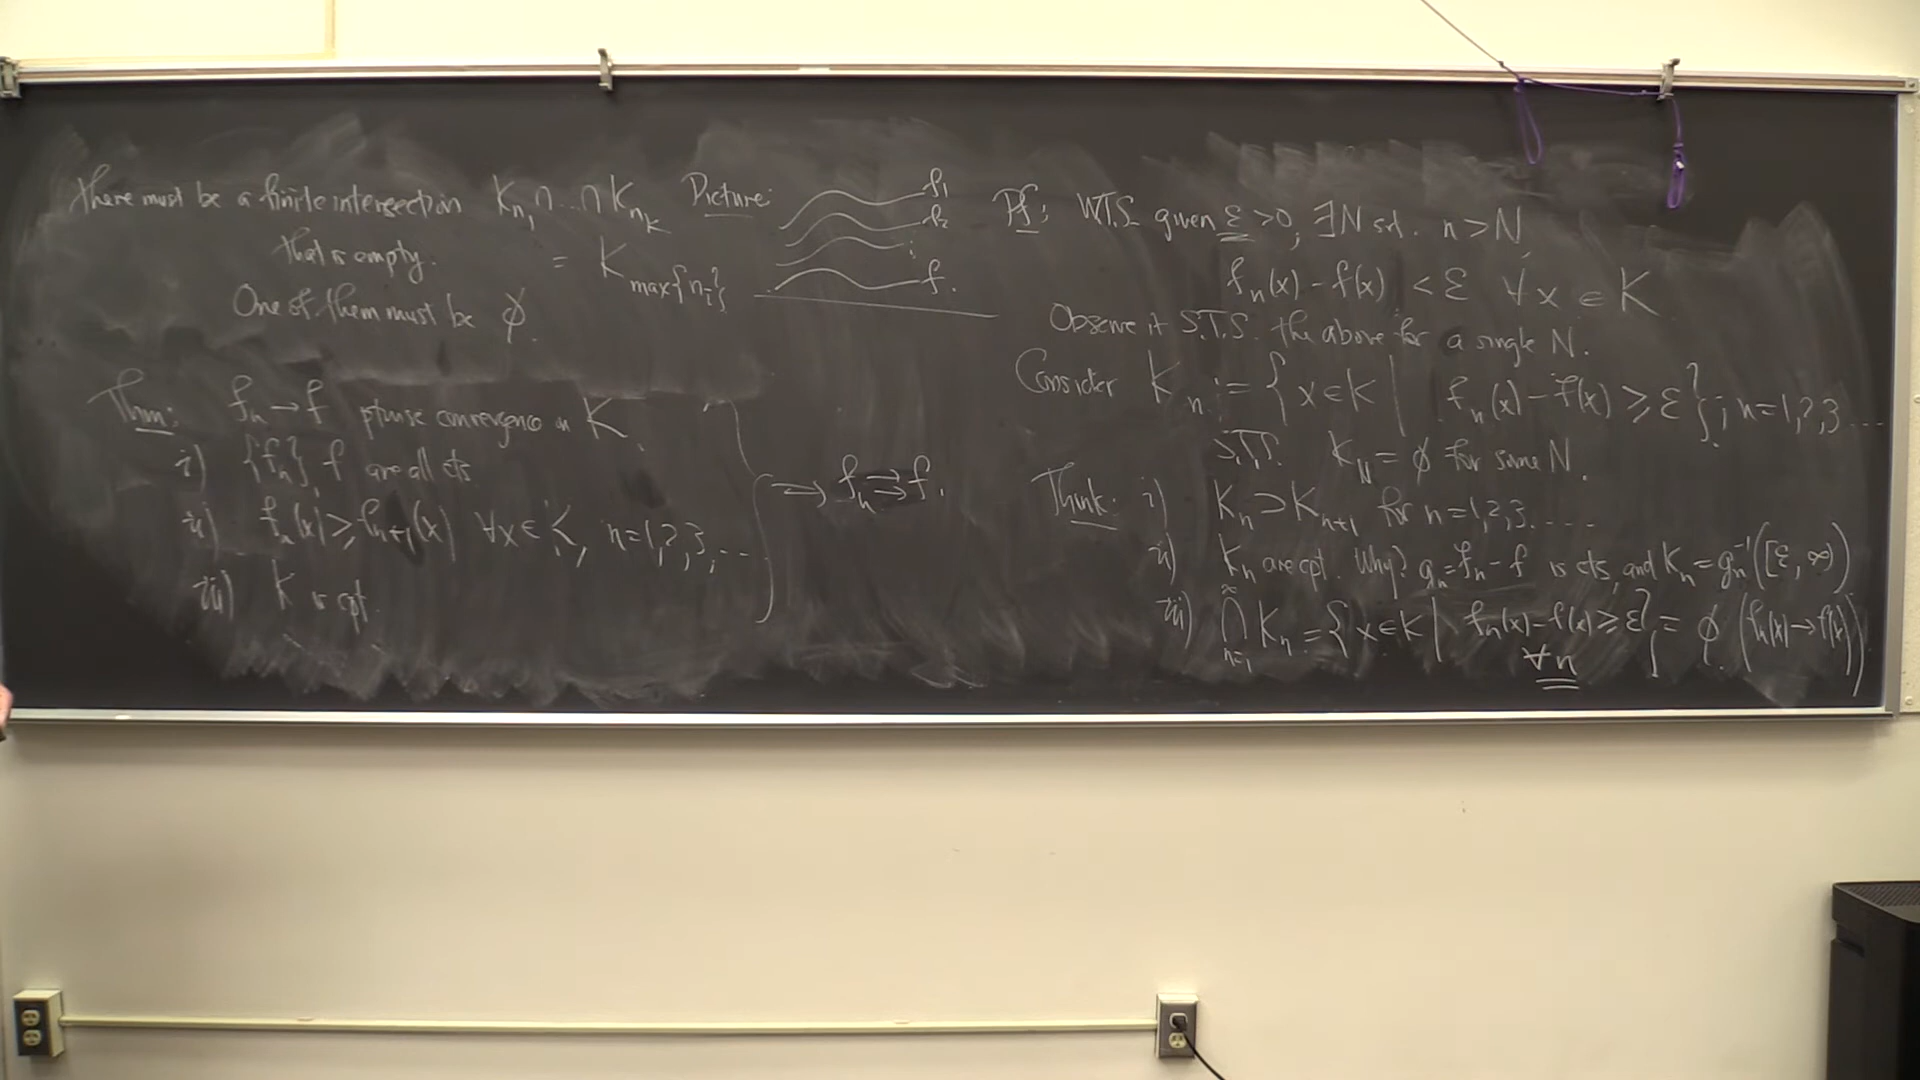 there must be a finite intersection K_{n_1} ∩ ... ∩ K_{n_k}
that is empty. = K_{max{n_i}}
One of them must be ∅.
Picture: f_1
f_2
⋮
f.
Thm: f_n → f ptwise convergence on K.
i) {f_n}, f are all cts
ii) f_n(x) ≥ f_{n+1}(x) ∀x ∈ K, n=1,2,3,...
iii) K is cpt.
⇒ f_n ⇉ f.
Pf: WTS given ε > 0, ∃N s.t. n > N,
f_n(x) - f(x) < ε ∀x ∈ K
Observe it S.T.S. the above for a single N.
Consider K_n := { x ∈ K | f_n(x) - f(x) ≥ ε }; n=1,2,3...
S.T.S. K_N = ∅ for some N.
Think: i) K_n ⊃ K_{n+1} for n=1,2,3.....
ii) K_n are cpt. Why? g_n = f_n - f is cts, and K_n = g_n^{-1}([ε, ∞))
iii) ⋂_{n=1}^∞ K_n = { x ∈ K | f_n(x) - f(x) ≥ ε } = ∅. (f_n(x) → f(x))
∀n